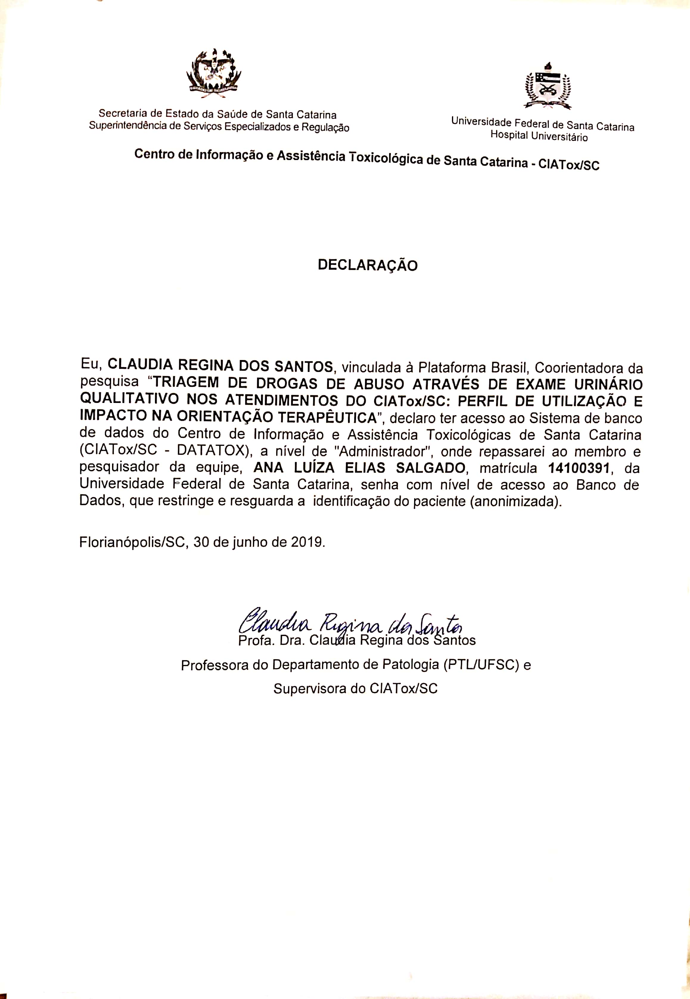 Secretaria de Estado da Saúde de Santa Catarina
Superintendência de Serviços Especializados e Regulação
Universidade Federal de Santa Catarina
Hospital Universitário
Centro de Informação e Assistência Toxicológica de Santa Catarina - CIATox/SC
DECLARAÇÃO
Eu, CLAUDIA REGINA DOS SANTOS, vinculada à Plataforma Brasil, Coorientadora da
pesquisa “TRIAGEM DE DROGAS DE ABUSO ATRAVÉS DE EXAME URINÁRIO
QUALITATIVO NOS ATENDIMENTOS DO CIATox/SC: PERFIL DE UTILIZAÇÃO E
IMPACTO NA ORIENTAÇÃO TERAPÊUTICA”, declaro ter acesso ao Sistema de banco
de dados do Centro de Informação e Assistência Toxicológicas de Santa Catarina
(CIATox/SC - DATATOX), a nível de "Administrador", onde repassarei ao membro e
pesquisador da equipe, ANA LUÍZA ELIAS SALGADO, matrícula 14100391, da
Universidade Federal de Santa Catarina, senha com nível de acesso ao Banco de
Dados, que restringe e resguarda a identificação do paciente (anonimizada).
Florianópolis/SC, 30 de junho de 2019.
Claudia Regina dos Santos
Profa. Dra. Claudia Regina dos Santos
Professora do Departamento de Patologia (PTL/UFSC) e
Supervisora do CIATox/SC